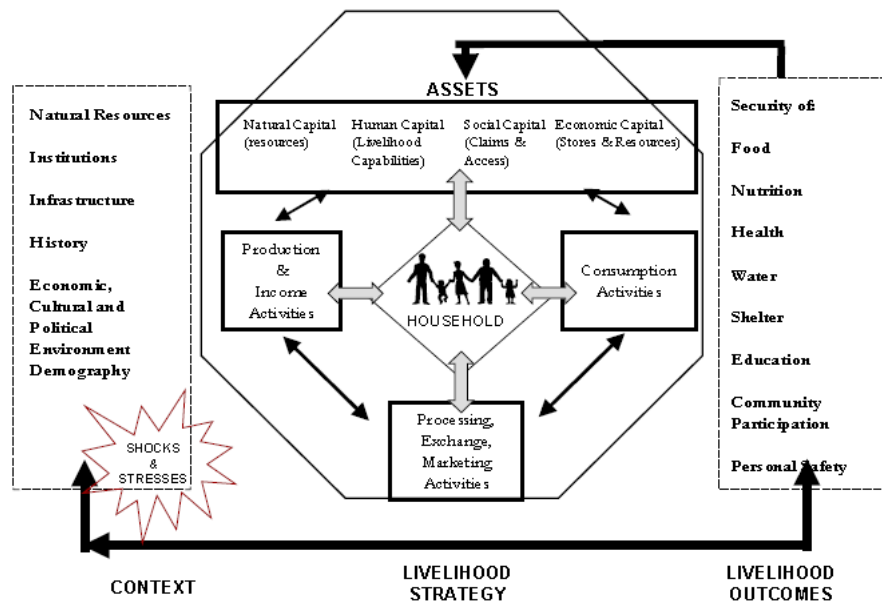 ASSETS
Natural Capital
(resources)
Human Capital
(Livelihood
Capabilities)
Social Capital
(Claims &
Access)
Economic Capital
(Stores & Resources)
Natural Resources
Institutions
Infrastructure
History
Economic,
Cultural and
Political
Environment
Demography
SHOCKS
&
STRESSES
Production
&
Income
Activities
HOUSEHOLD
Consumption
Activities
Processing,
Exchange,
Marketing
Activities
Security of:
Food
Nutrition
Health
Water
Shelter
Education
Community
Participation
Personal Safety
CONTEXT
LIVELIHOOD
STRATEGY
LIVELIHOOD
OUTCOMES